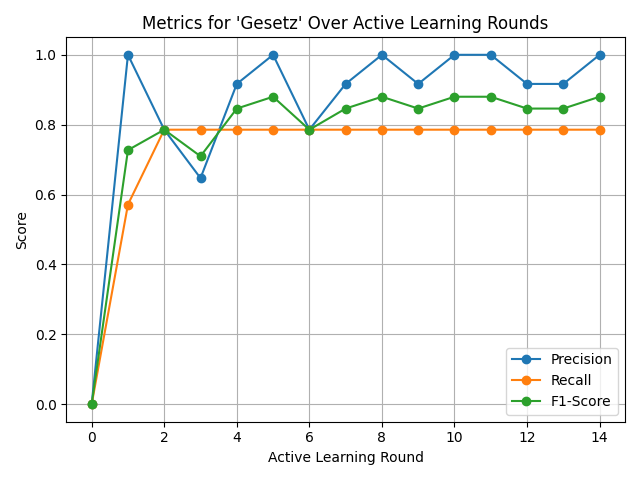 Metrics for 'Gesetz' Over Active Learning Rounds
1.0
0.8
0.6
0.4
0.2
0.0
Score
0 2 4 6 8 10 12 14
Active Learning Round
Precision
Recall
F1-Score